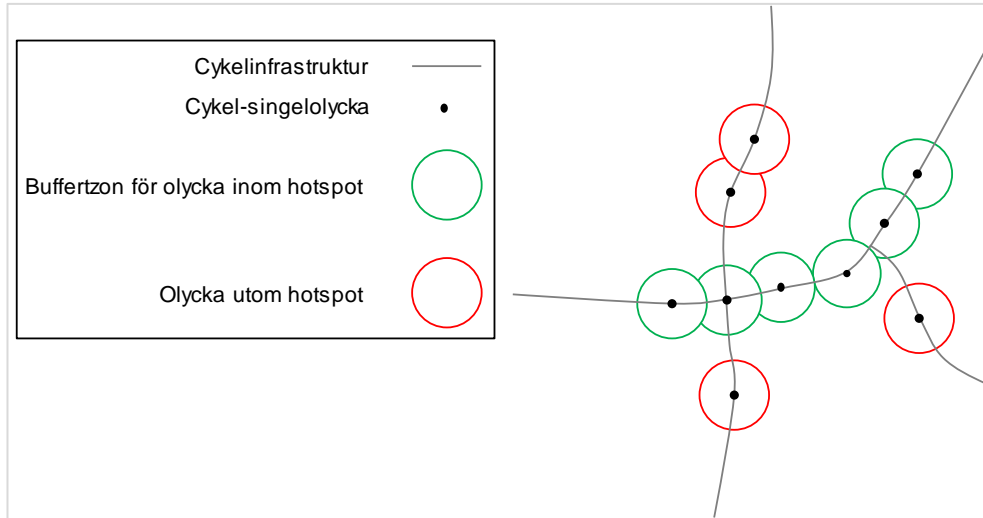 Cykelinfrastruktur
Cykel-singelolycka
Buffertzon för olycka inom hotspot
Olycka utom hotspot